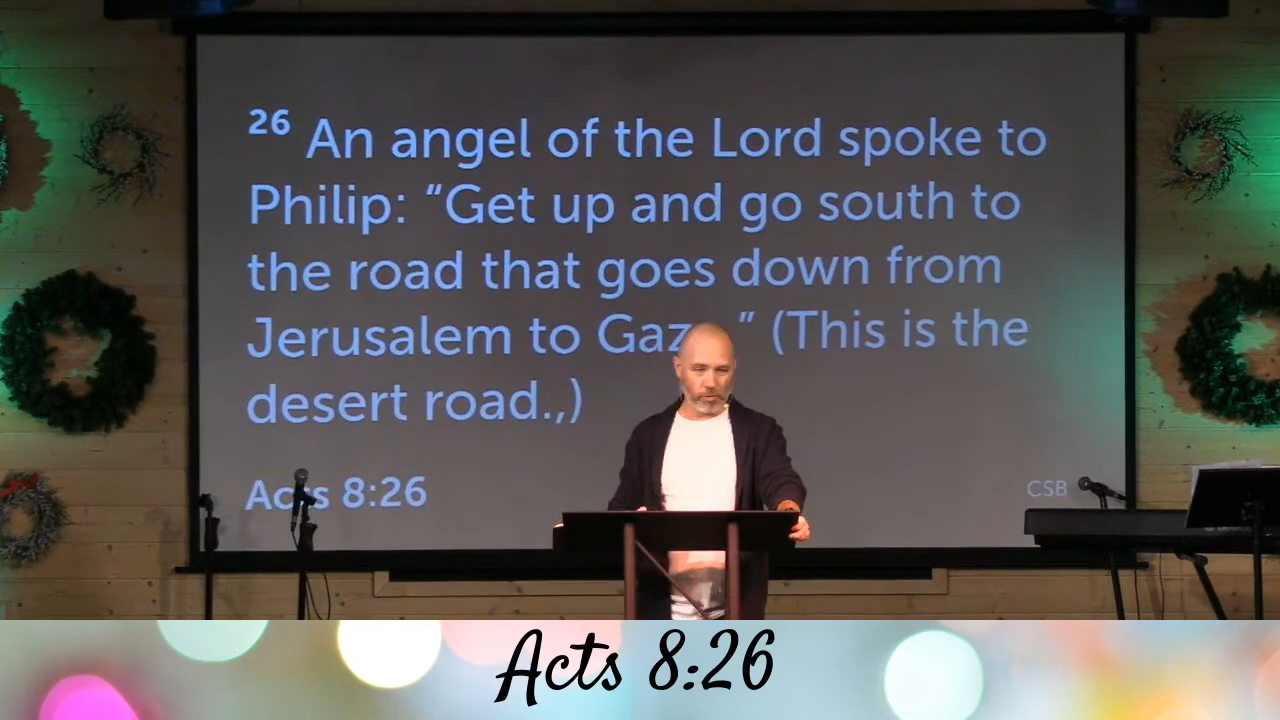 26 An angel of the Lord spoke to
Philip: “Get up and go south to
the road that goes down from
Jerusalem to Gaz ” (This is the
desert road.,)
Acts 8:26
CSB
Acts 8:26